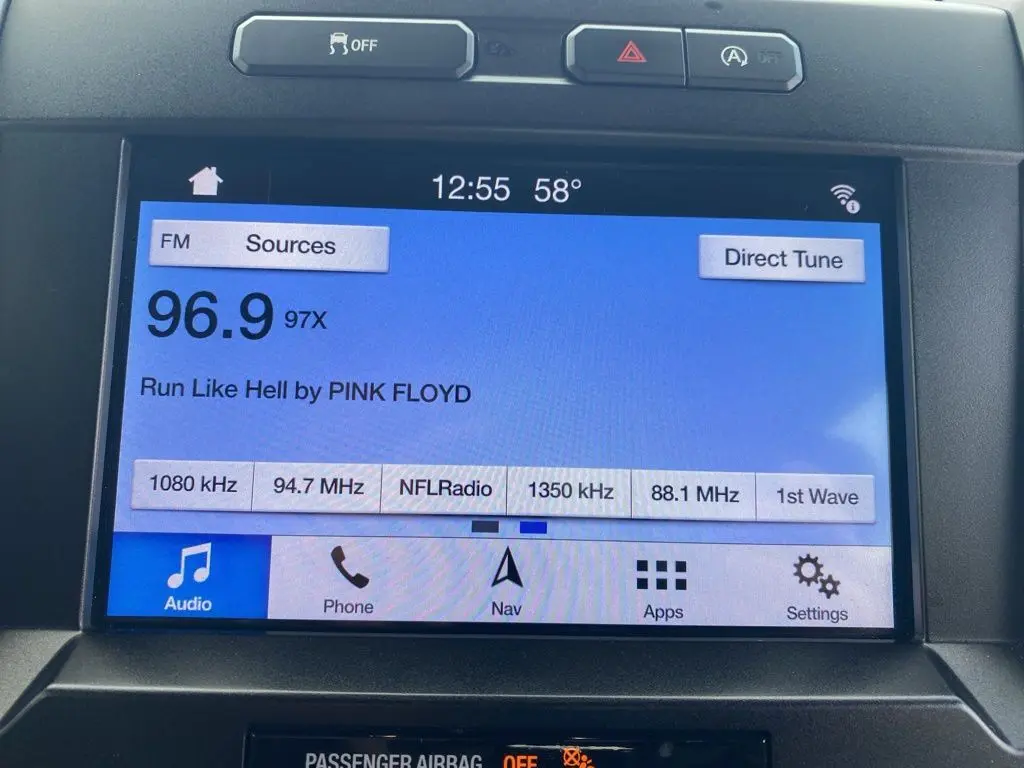 OFF
A OFF
12:55 58°
FM Sources
Direct Tune
96.9 97X
Run Like Hell by PINK FLOYD
1080 kHz 94.7 MHz NFLRadio 1350 kHz 88.1 MHz 1st Wave
Audio Phone Nav Apps Settings
PASSENGER AIRBAG OFF